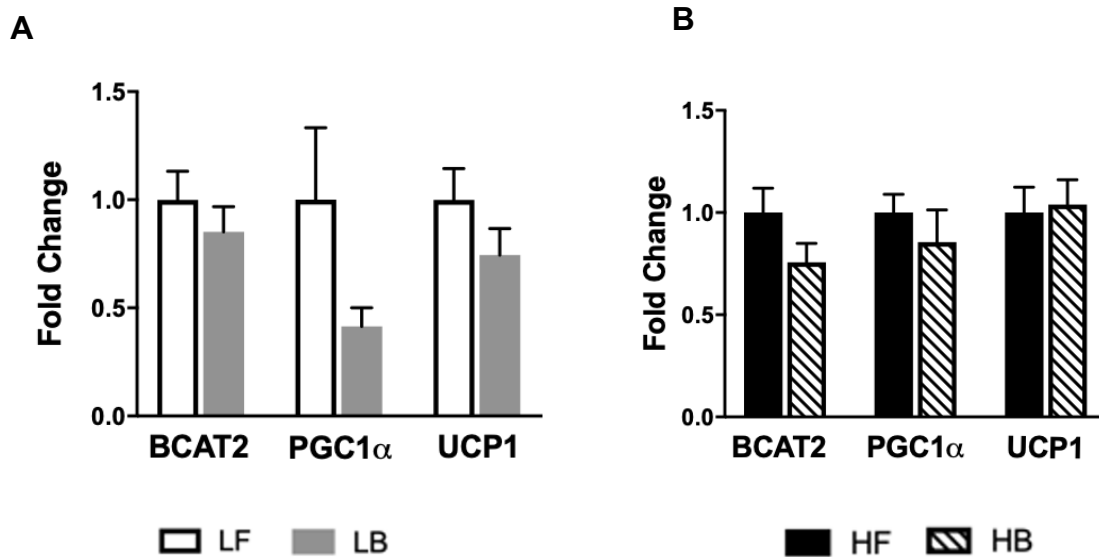 A
Fold Change
1.5
1.0
0.5
0.0
BCAT2 PGC1α UCP1
LF LB
B
Fold Change
1.5
1.0
0.5
0.0
BCAT2 PGC1α UCP1
HF HB